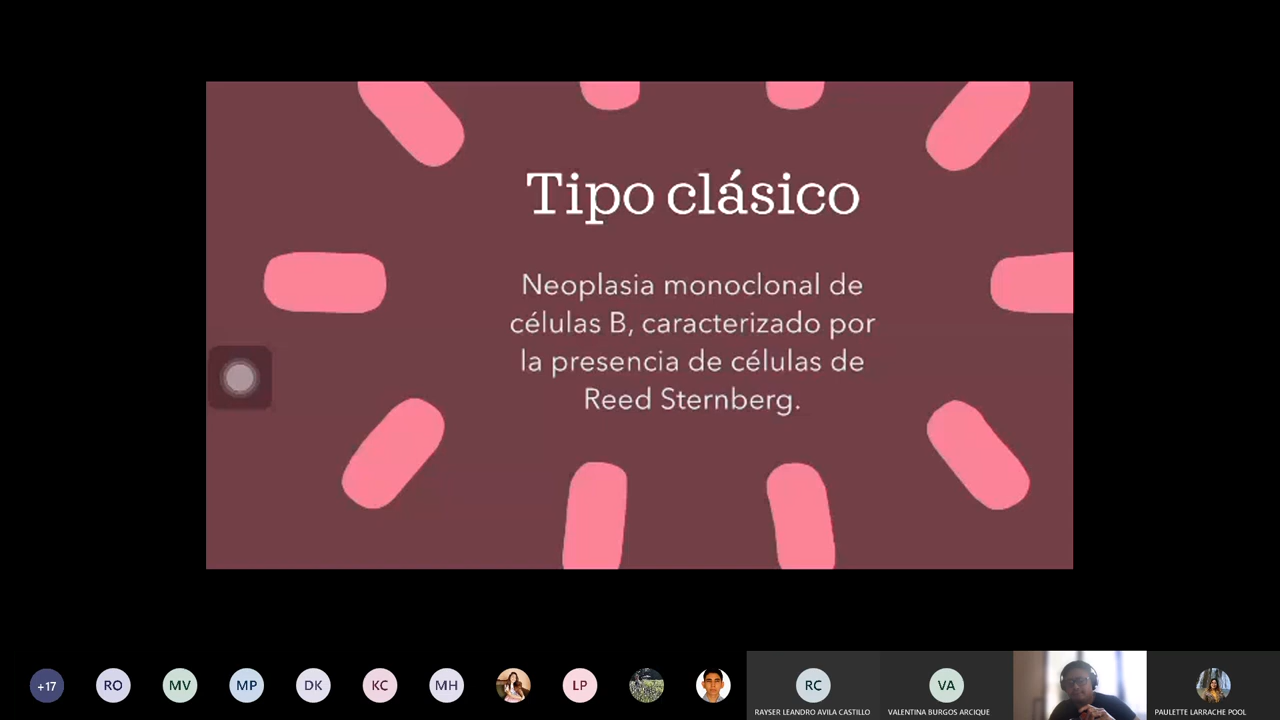 Tipo clásico
Neoplasia monoclonal de
células B, caracterizado por
la presencia de células de
Reed Sternberg.
+17
RO
MV
MP
DK
KC
MH
LP
RC
VA
RAYSER LEANDRO AVILA CASTILLO
VALENTINA BURGOS ARCIQUE
PAULETTE LARRACHE POOL